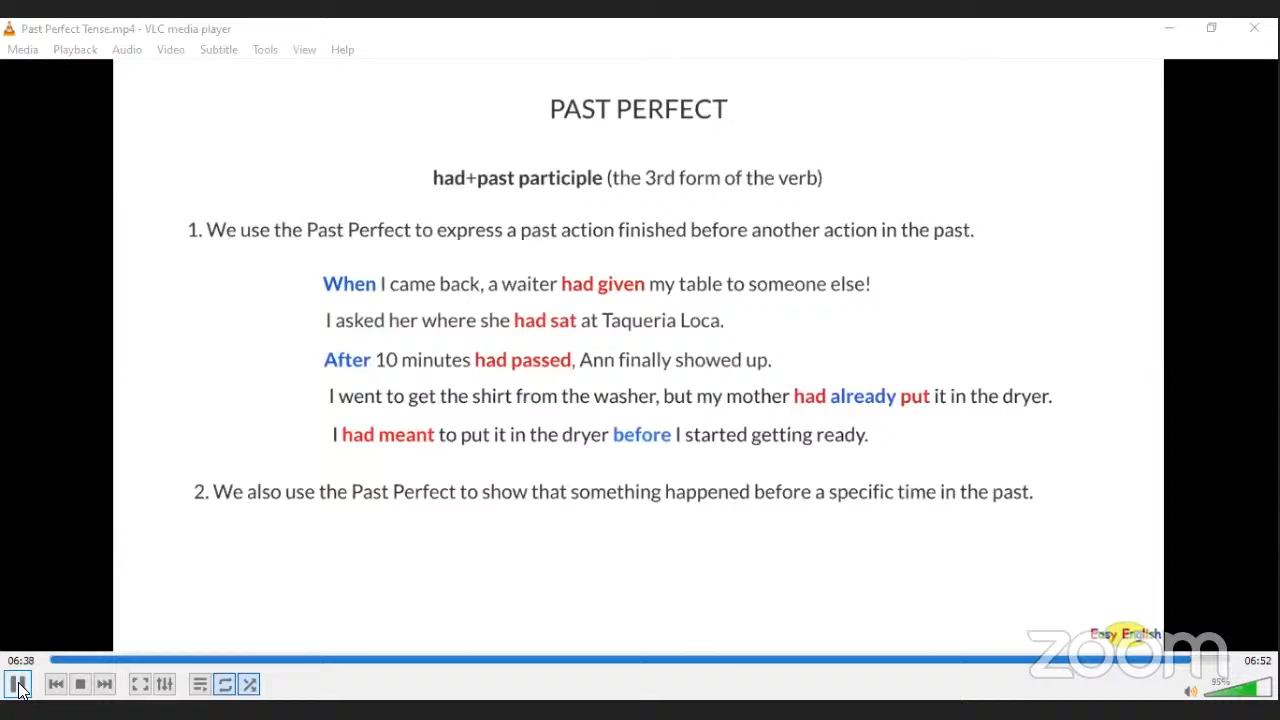 Past Perfect Tense.mp4 - VLC media player
Media Playback Audio Video Subtitle Tools View Help
PAST PERFECT
had+past participle (the 3rd form of the verb)
1. We use the Past Perfect to express a past action finished before another action in the past.
When I came back, a waiter had given my table to someone else!
I asked her where she had sat at Taqueria Loca.
After 10 minutes had passed, Ann finally showed up.
I went to get the shirt from the washer, but my mother had already put it in the dryer.
I had meant to put it in the dryer before I started getting ready.
2. We also use the Past Perfect to show that something happened before a specific time in the past.
Easy English
zoom
06:38 06:52
95%